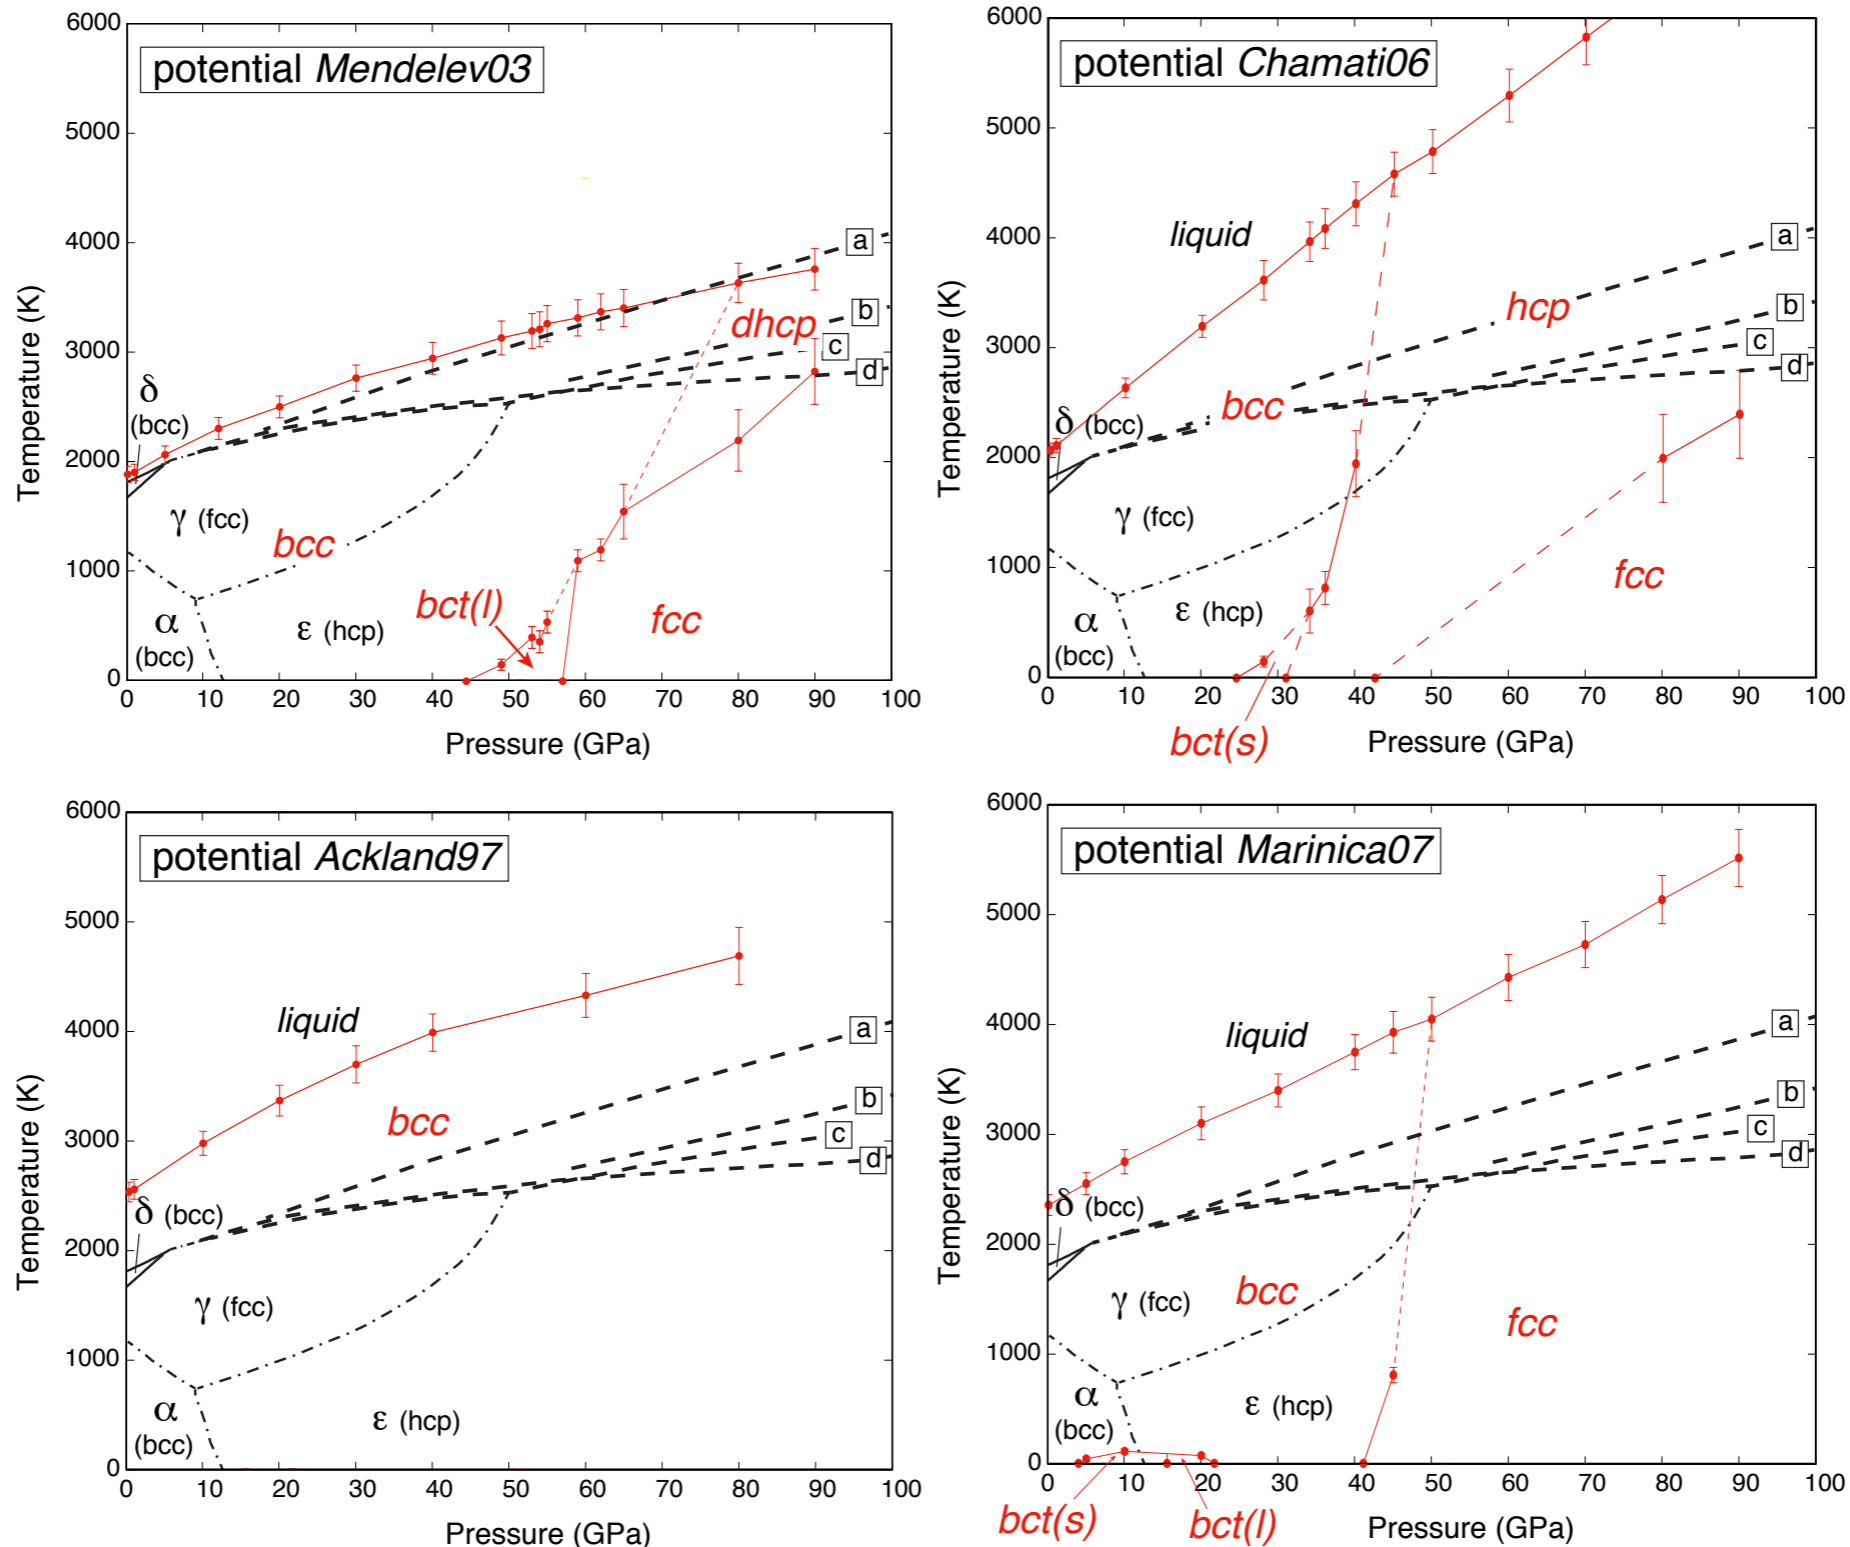 potential Mendelev03
6000
5000
4000
3000
2000
1000
0
Temperature (K)
a
b
c
d
dhcp
δ
(bcc)
γ (fcc)
bcc
bct(l)
fcc
α
(bcc)
ε (hcp)
0 10 20 30 40 50 60 70 80 90 100
Pressure (GPa)
potential Chamati06
6000
5000
4000
3000
2000
1000
0
Temperature (K)
liquid
a
hcp
b
c
d
bcc
δ (bcc)
γ (fcc)
fcc
α
(bcc)
ε (hcp)
0 10 20 30 40 50 60 70 80 90 100
bct(s)
Pressure (GPa)
potential Ackland97
6000
5000
4000
3000
2000
1000
0
Temperature (K)
liquid
a
bcc
b
c
d
δ (bcc)
γ (fcc)
α
(bcc)
ε (hcp)
0 10 20 30 40 50 60 70 80 90 100
Pressure (GPa)
potential Marinica07
6000
5000
4000
3000
2000
1000
0
Temperature (K)
liquid
a
b
c
d
δ (bcc)
bcc
γ (fcc)
fcc
α
(bcc)
ε (hcp)
0 10 20 30 40 50 60 70 80 90 100
bct(s)
bct(l)
Pressure (GPa)